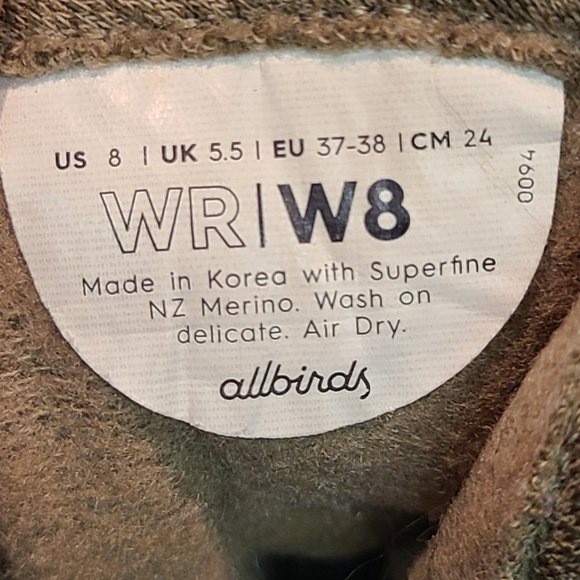 US 8 | UK 5.5 | EU 37-38 | CM 24
WR|W8
Made in Korea with Superfine
NZ Merino. Wash on
delicate. Air Dry.
allbirds
0094